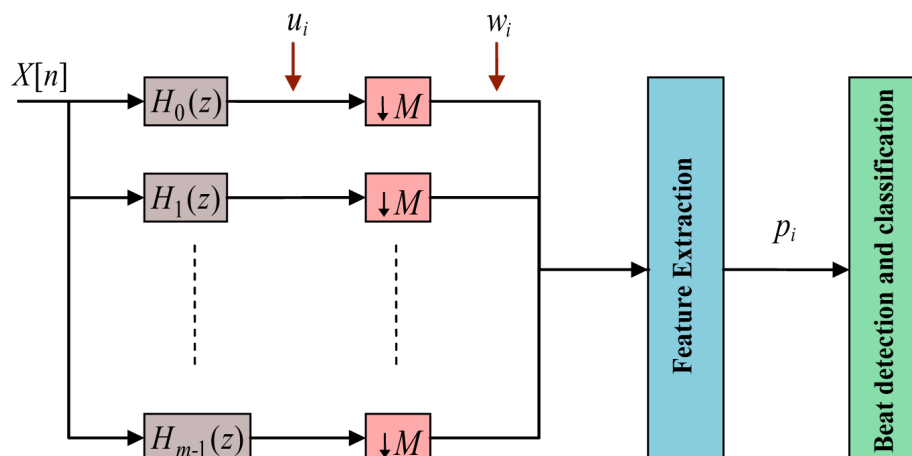 u_i
w_i
X[n]
H_0(z)
↓M
H_1(z)
↓M
p_i
H_{m-1}(z)
↓M
Feature Extraction
Beat detection and classification